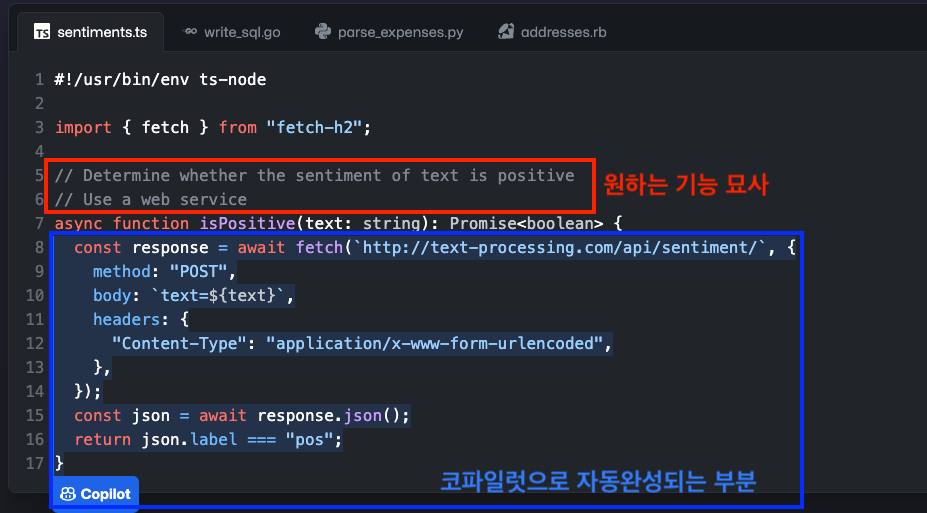 TS sentiments.ts GO write_sql.go parse_expenses.py addresses.rb
1 #!/usr/bin/env ts-node
2
3 import { fetch } from "fetch-h2";
4
5 // Determine whether the sentiment of text is positive
원하는 기능 묘사
6 // Use a web service
7 async function isPositive(text: string): Promise<boolean> {
8   const response = await fetch(`http://text-processing.com/api/sentiment/`, {
9     method: "POST",
10     body: `text=${text}`,
11     headers: {
12       "Content-Type": "application/x-www-form-urlencoded",
13     },
14   });
15   const json = await response.json();
16   return json.label === "pos";
17 }
코파일럿으로 자동완성되는 부분
Copilot